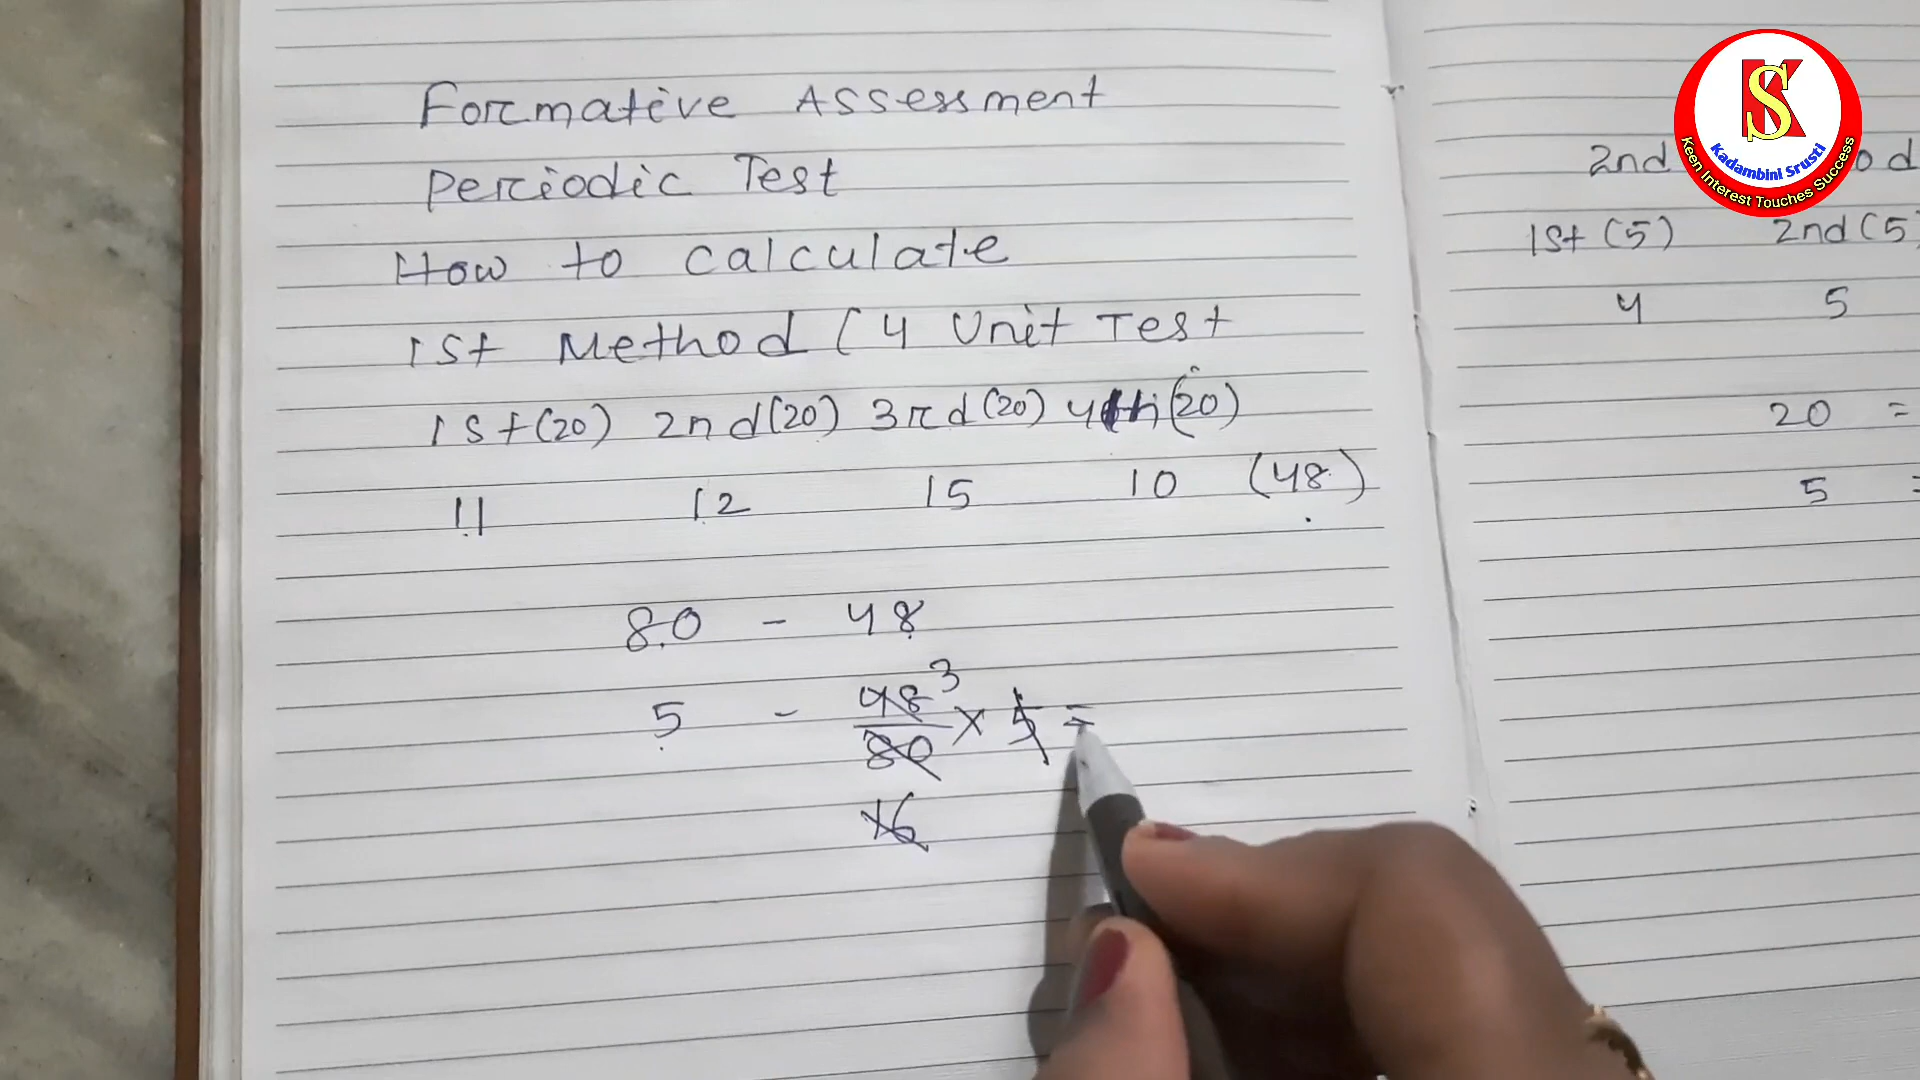 Formative Assessment
Periodic Test
How to calculate
1st Method (4 Unit Test
1st(20) 2nd(20) 3rd(20) 4th(20)
11 12 15 10 (48)
80 - 48
5 - 48/80 3 × 5 =
16
2nd
1st (5) 2nd (5)
4 5
20 =
5 =
KS
Kadambini Srusti
Keen Interest Touches Success